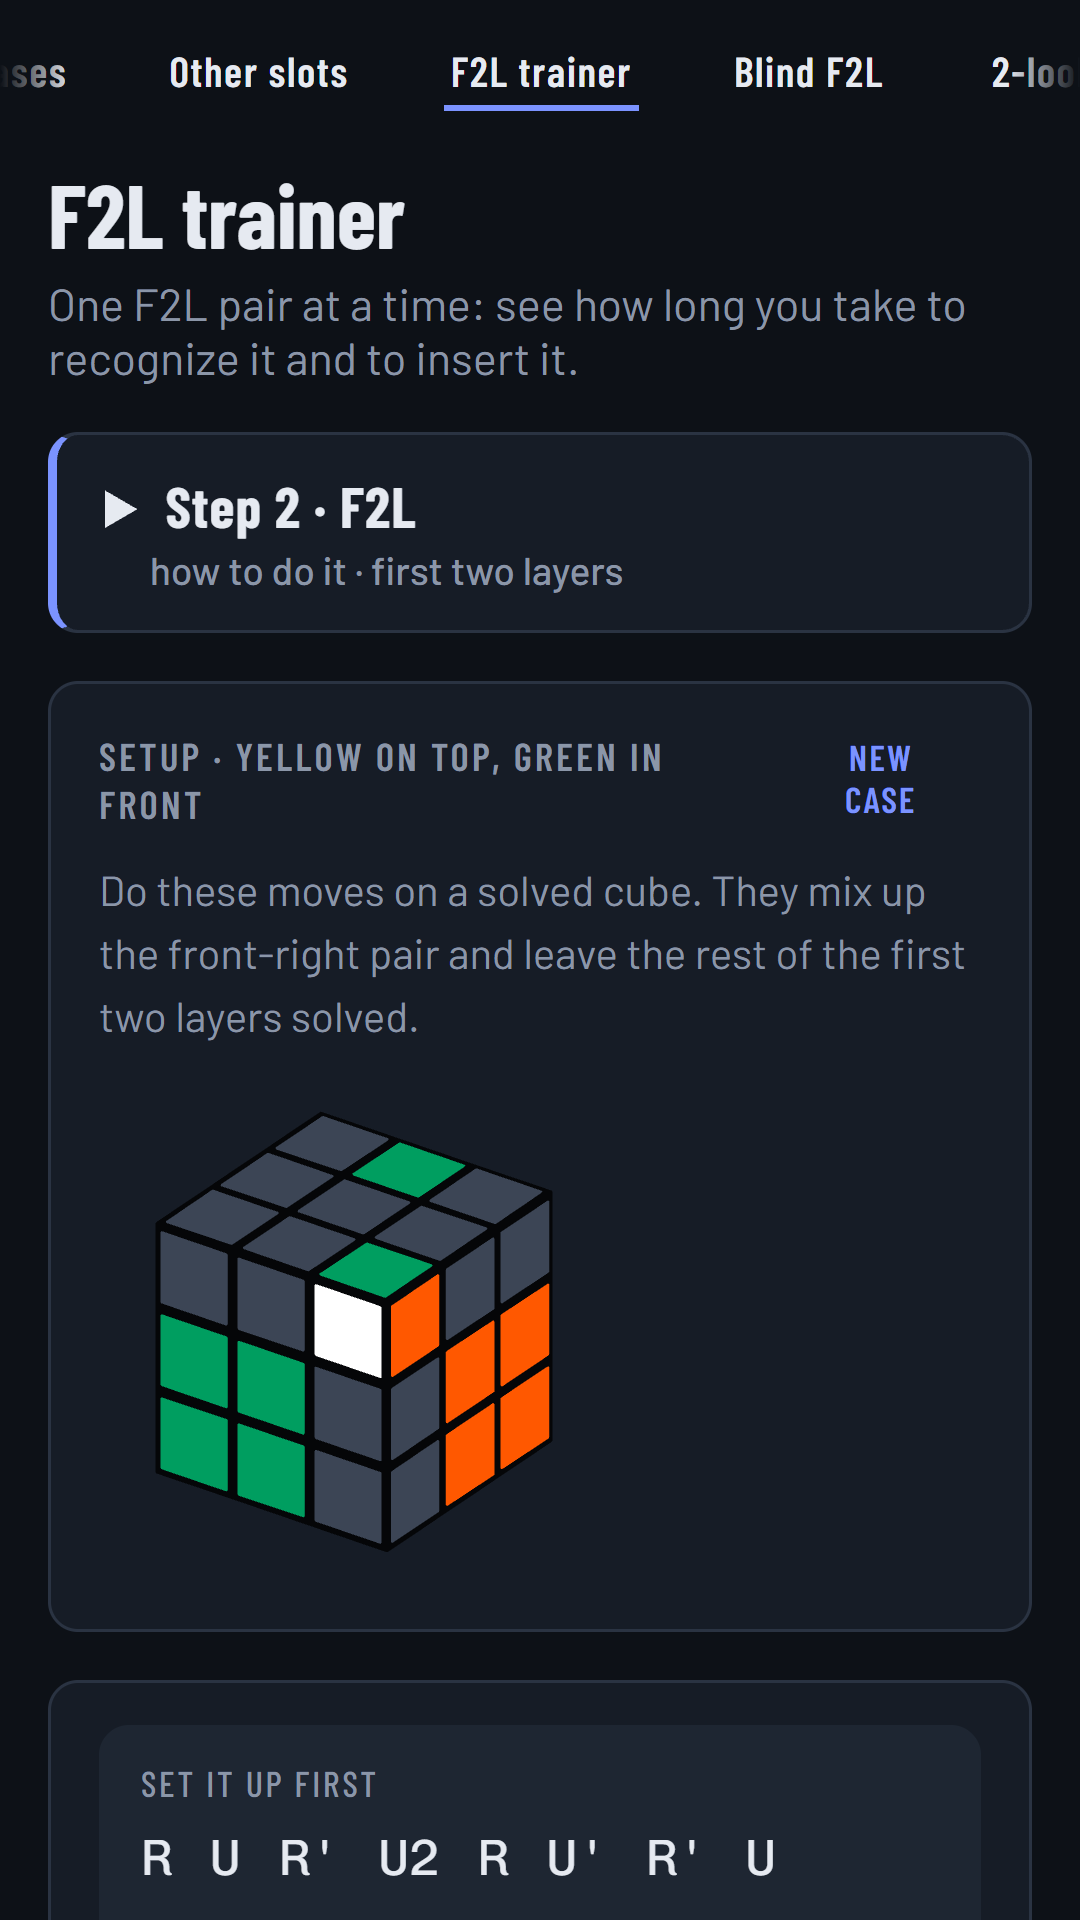 Other slots
F2L trainer
Blind F2L
F2L trainer
One F2L pair at a time: see how long you take to
recognize it and to insert it.
Step 2 · F2L
how to do it · first two layers
SETUP · YELLOW ON TOP, GREEN IN
FRONT
NEW
CASE
Do these moves on a solved cube. They mix up
the front-right pair and leave the rest of the first
two layers solved.
SET IT UP FIRST
R U R' U2 R U' R' U